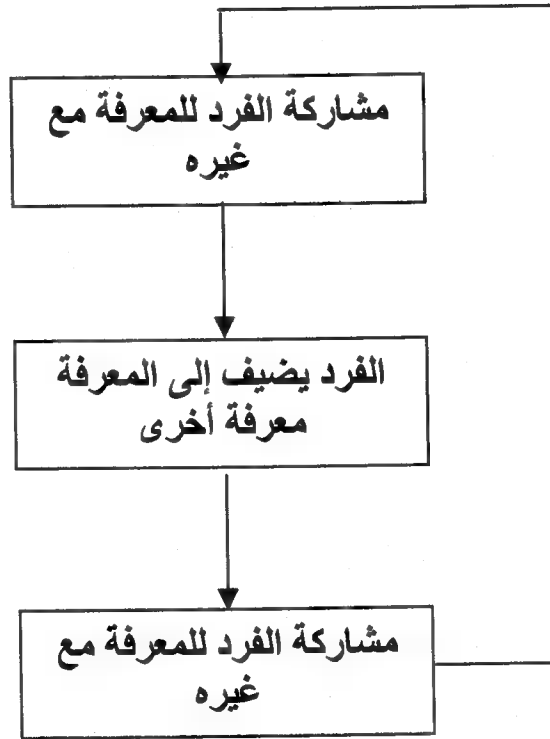 مشاركة الفرد للمعرفة مع
غيره
الفرد يضيف إلى المعرفة
معرفة أخرى
مشاركة الفرد للمعرفة مع
غيره